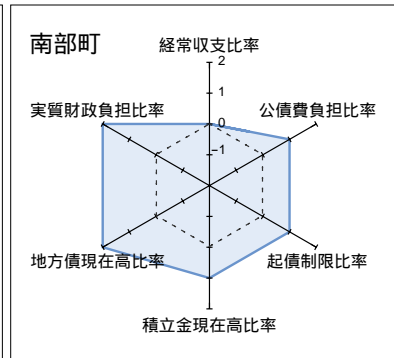 南部町
経常収支比率
2
1
0
−1
公債費負担比率
起債制限比率
積立金現在高比率
地方債現在高比率
実質財政負担比率